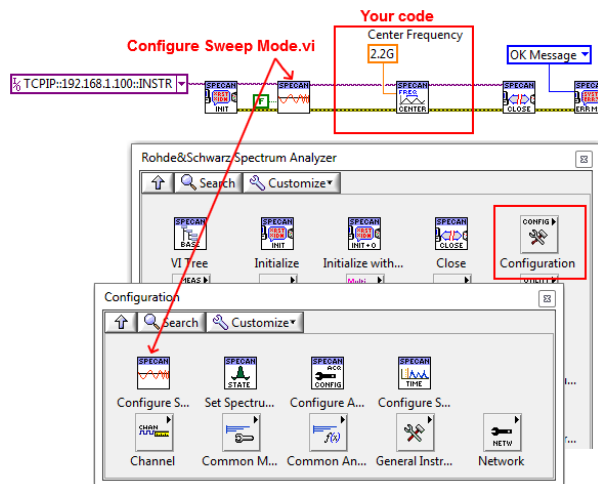 Your code
Center Frequency
Configure Sweep Mode.vi
2.2G
OK Message
TCPIP::192.168.1.100::INSTR
SPECAN
INIT
F
SPECAN
SPECAN
FREQ
CENTER
SPECAN
CLOSE
SPECAN
ERR M
Rohde&Schwarz Spectrum Analyzer
Search
Customize
SPECAN
BASE
SPECAN
INIT
SPECAN
INIT+O
SPECAN
CLOSE
CONFIG
VI Tree
Initialize
Initialize with...
Close
Configuration
MEAS
Configuration
Search
Customize
SPECAN
SPECAN
STATE
SPECAN
ACQ
CONFIG
SPECAN
TIME
Configure S...
Set Spectru...
Configure A...
Configure S...
CHAN
f(x)
NETW
Channel
Common M...
Common An...
General Instr...
Network